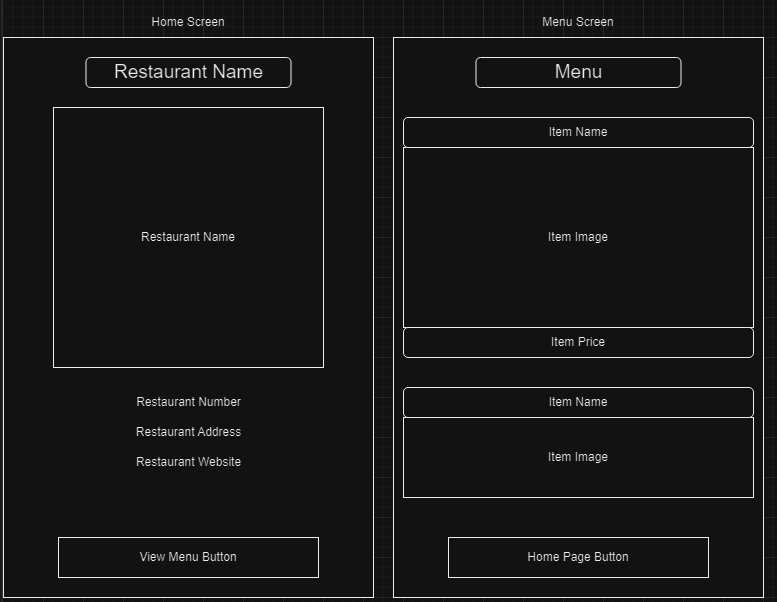 Home Screen
Restaurant Name
Restaurant Name
Restaurant Number
Restaurant Address
Restaurant Website
View Menu Button
Menu Screen
Menu
Item Name
Item Image
Item Price
Item Name
Item Image
Home Page Button